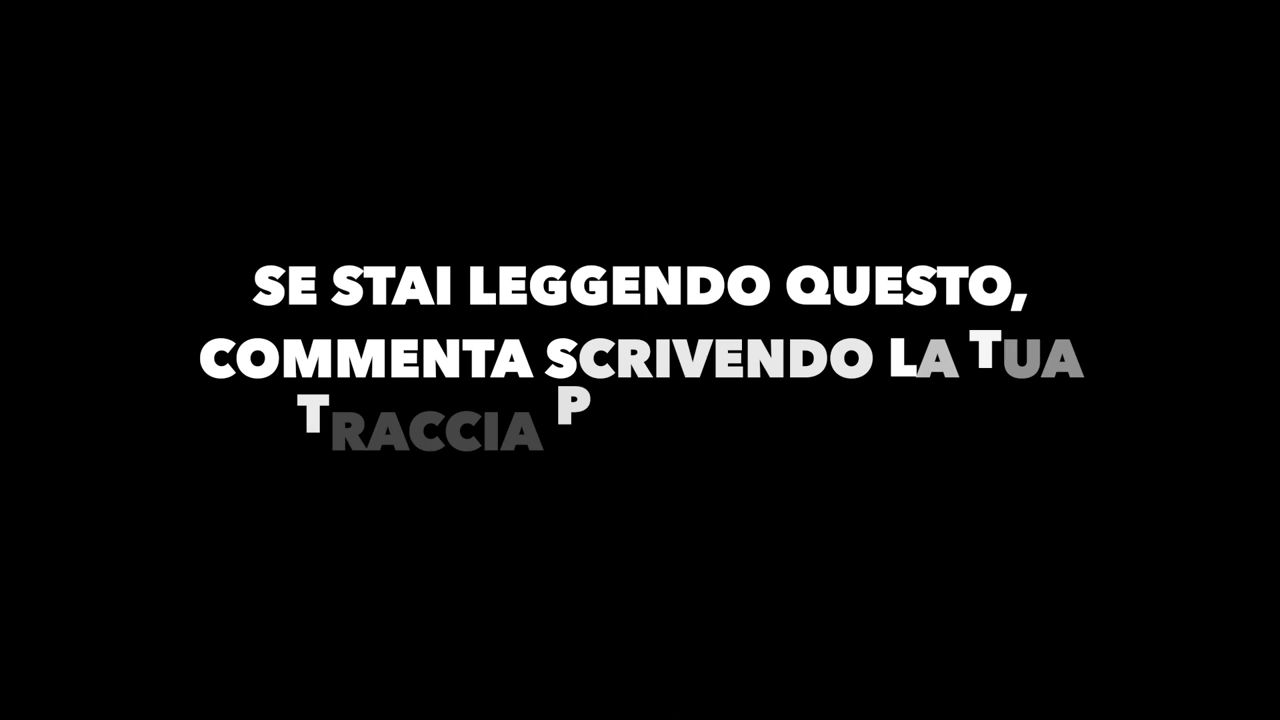 SE STAI LEGGENDO QUESTO,
COMMENTA SCRIVENDO LA TUA
TRACCIA P